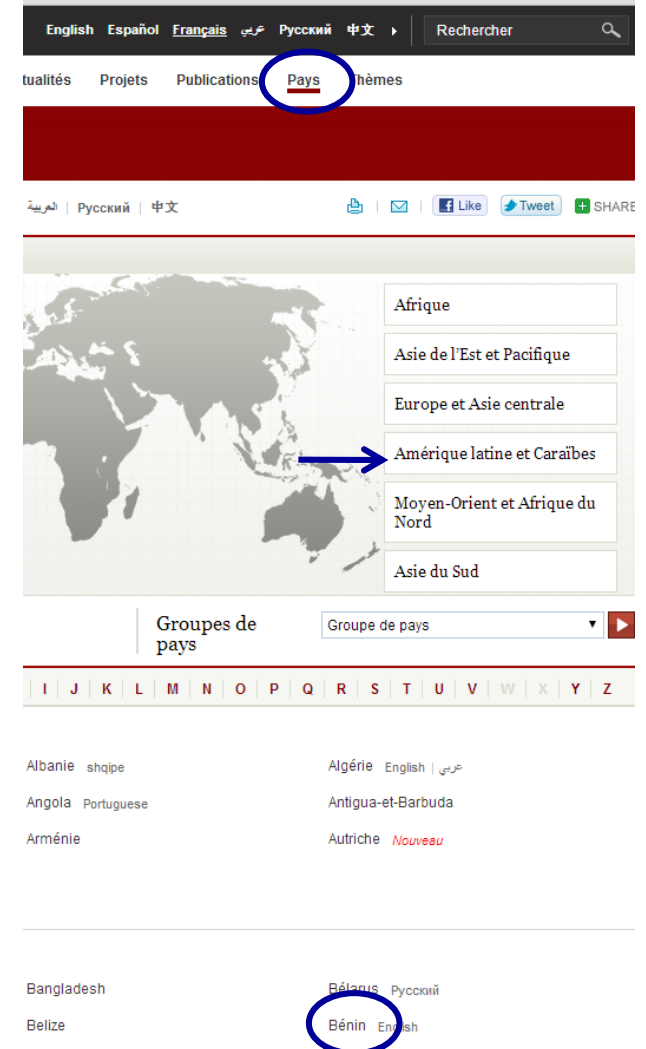 English Español Français عربي Русский 中文 Rechercher
tualités Projets Publications Pays Thèmes
العربية | Русский | 中文 Like Tweet SHARE
Afrique
Asie de l'Est et Pacifique
Europe et Asie centrale
Amérique latine et Caraïbes
Moyen-Orient et Afrique du
Nord
Asie du Sud
Groupes de
pays
Groupe de pays
I J K L M N O P Q R S T U V W X Y Z
Albanie shqipe
Algérie English | عربي
Angola Portuguese
Antigua-et-Barbuda
Arménie
Autriche Nouveau
Bangladesh
Bélarus Русский
Belize
Bénin English